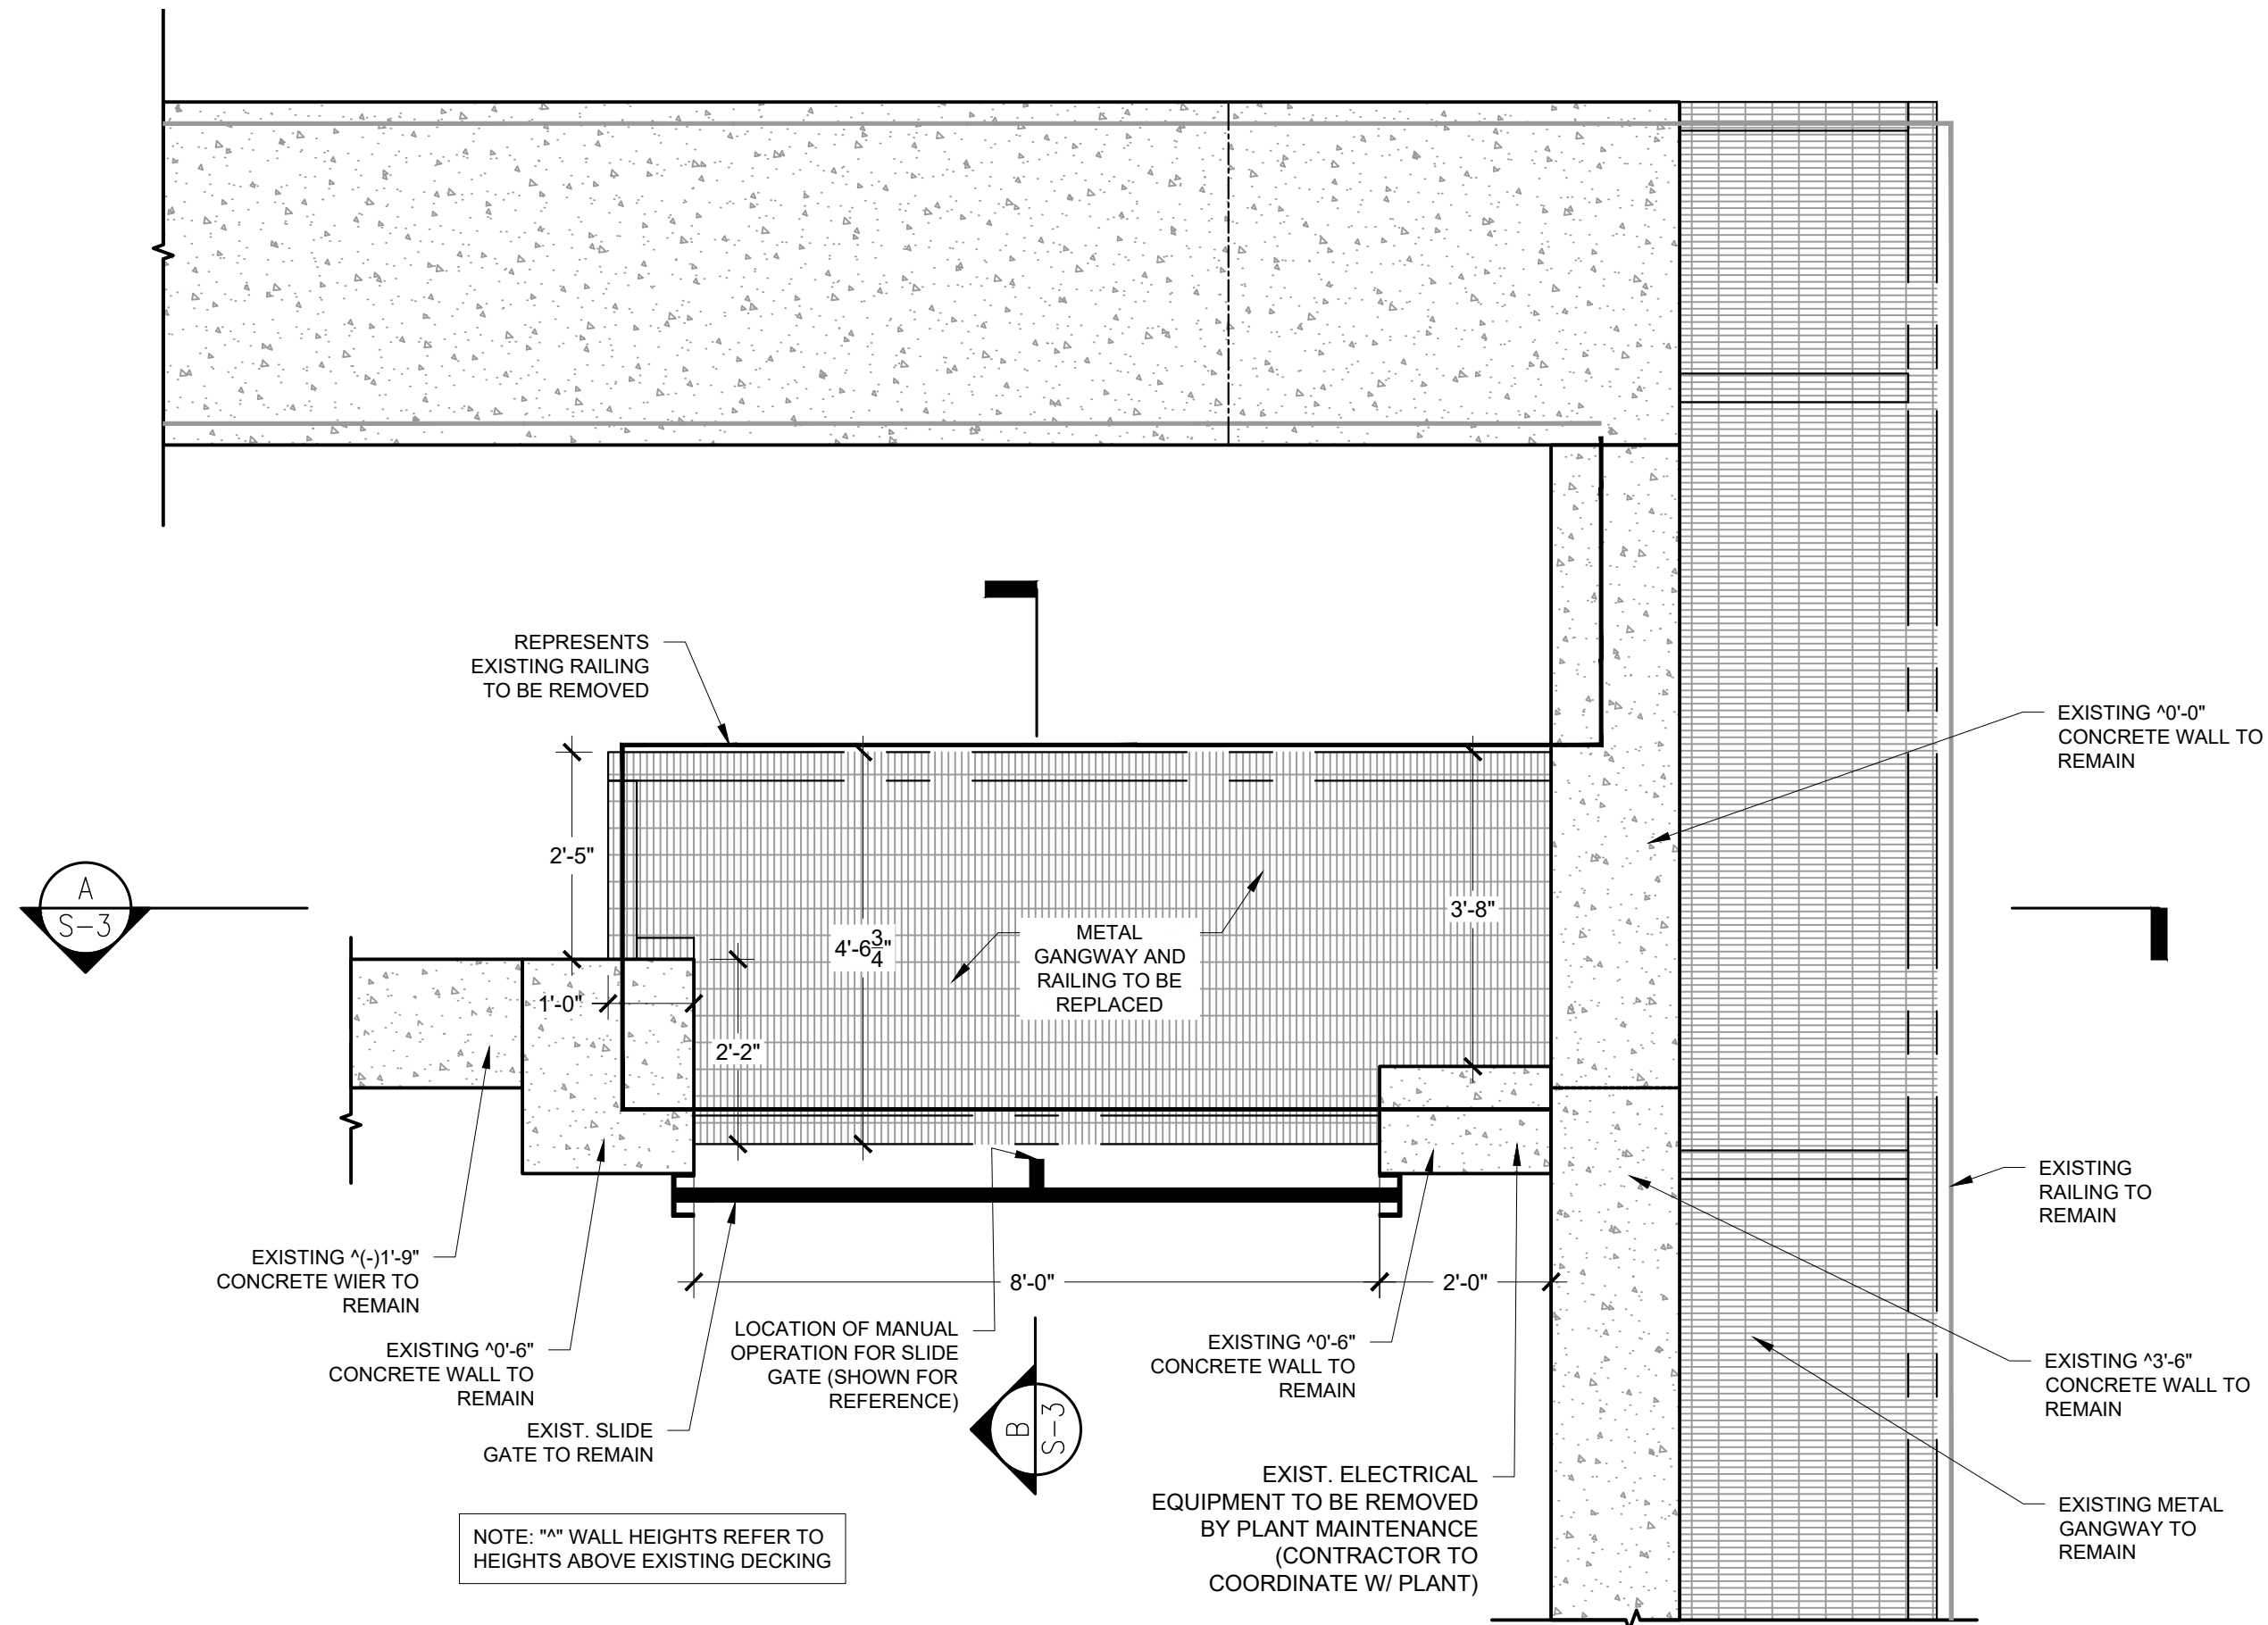 REPRESENTS
EXISTING RAILING
TO BE REMOVED
EXISTING ^0'-0"
CONCRETE WALL TO
REMAIN
2'-5"
A
S-3
4'-6 3/4"
METAL
GANGWAY AND
RAILING TO BE
REPLACED
3'-8"
1'-0"
2'-2"
EXISTING
RAILING TO
REMAIN
EXISTING ^(-)1'-9"
CONCRETE WIER TO
REMAIN
8'-0"
2'-0"
LOCATION OF MANUAL
OPERATION FOR SLIDE
GATE (SHOWN FOR
REFERENCE)
EXISTING ^0'-6"
CONCRETE WALL TO
REMAIN
EXISTING ^0'-6"
CONCRETE WALL TO
REMAIN
EXISTING ^3'-6"
CONCRETE WALL TO
REMAIN
EXIST. SLIDE
GATE TO REMAIN
B
S-3
EXIST. ELECTRICAL
EQUIPMENT TO BE REMOVED
BY PLANT MAINTENANCE
(CONTRACTOR TO
COORDINATE W/ PLANT)
EXISTING METAL
GANGWAY TO
REMAIN
NOTE: "^" WALL HEIGHTS REFER TO
HEIGHTS ABOVE EXISTING DECKING